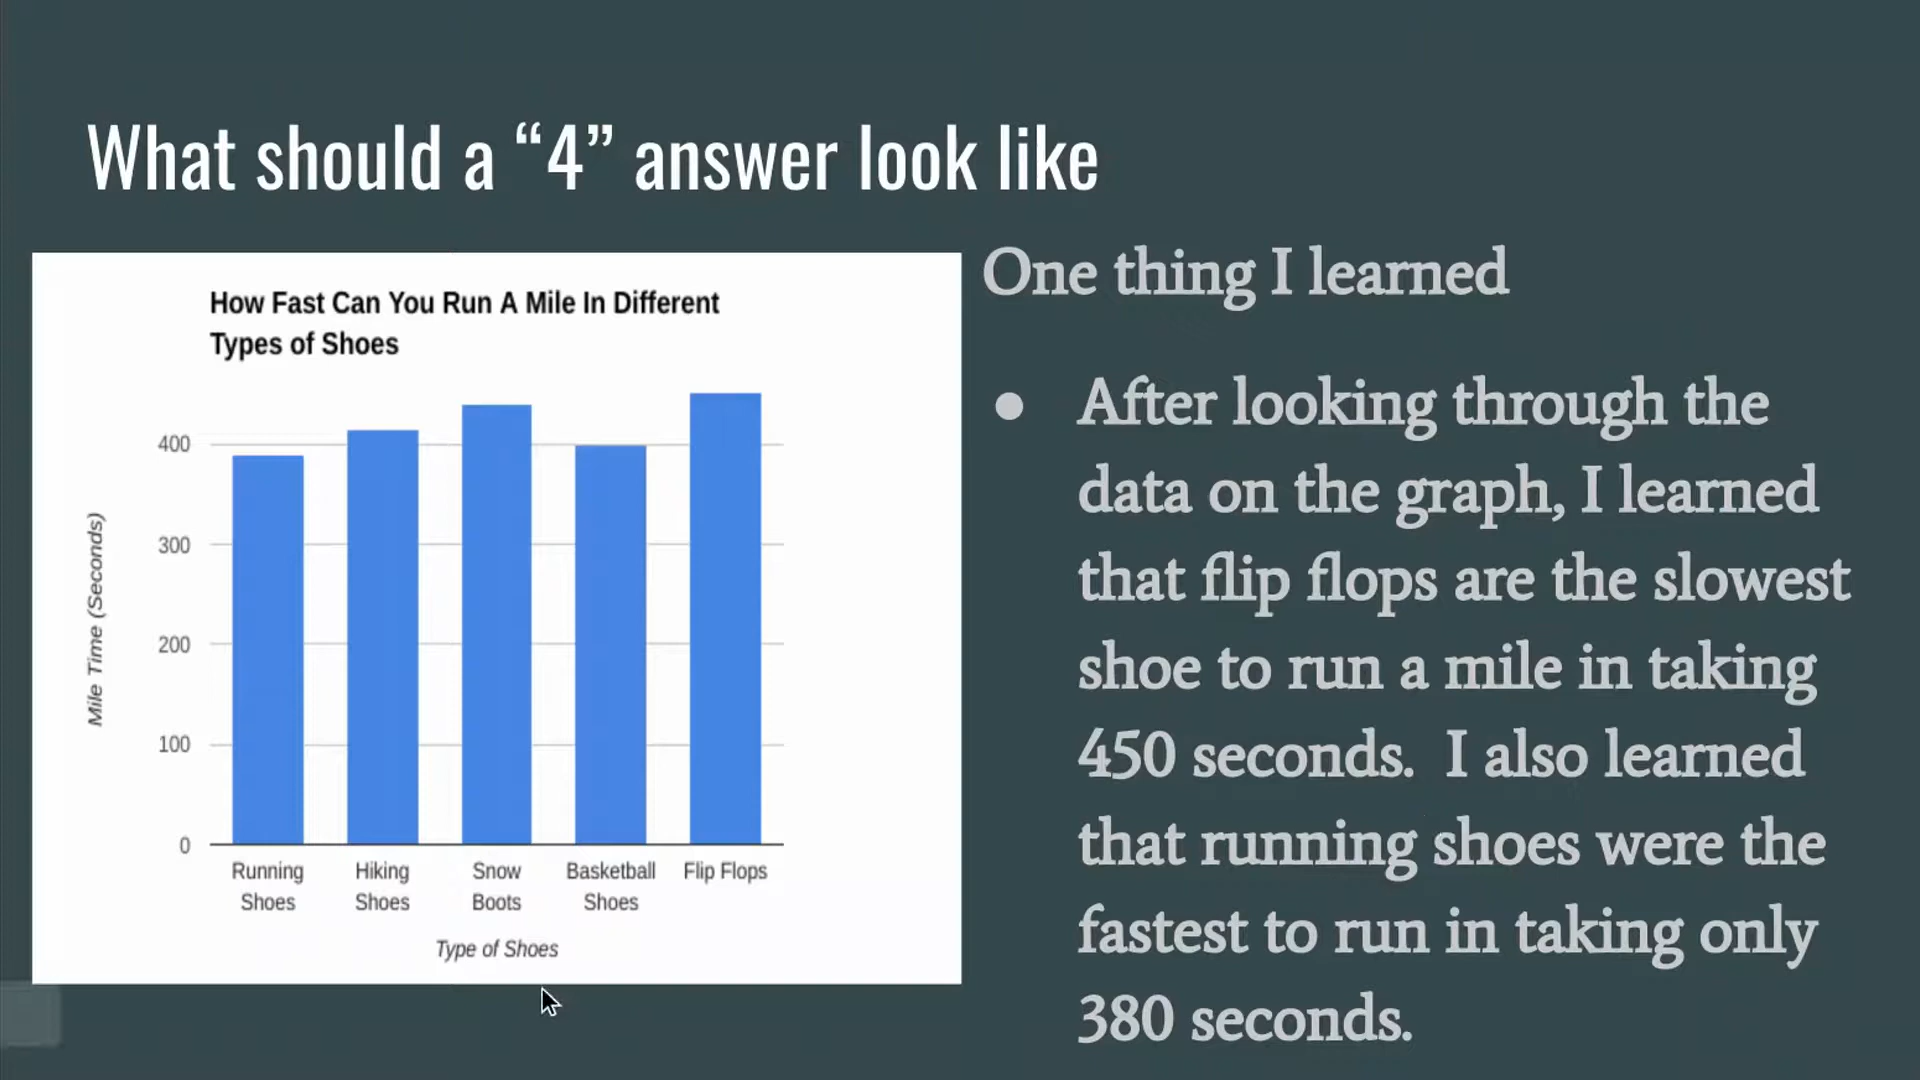 What should a “4” answer look like
How Fast Can You Run A Mile In Different
Types of Shoes
Mile Time (Seconds)
400
300
200
100
0
Running
Shoes
Hiking
Shoes
Snow
Boots
Basketball
Shoes
Flip Flops
Type of Shoes
One thing I learned
● After looking through the
data on the graph, I learned
that flip flops are the slowest
shoe to run a mile in taking
450 seconds.  I also learned
that running shoes were the
fastest to run in taking only
380 seconds.